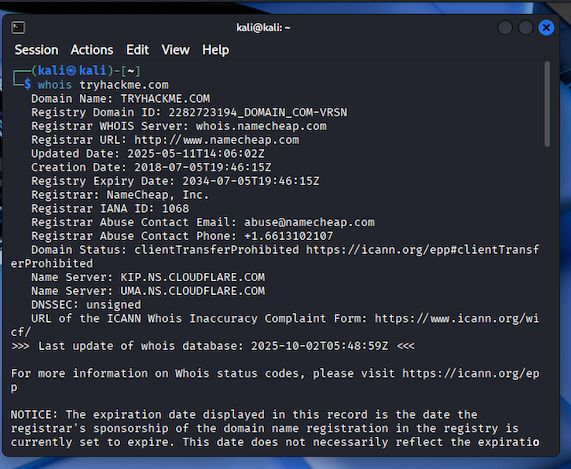 kali@kali: ~
Session Actions Edit View Help
┌──(kali㉿kali)-[~]
└─$ whois tryhackme.com
Domain Name: TRYHACKME.COM
Registry Domain ID: 2282723194_DOMAIN_COM-VRSN
Registrar WHOIS Server: whois.namecheap.com
Registrar URL: http://www.namecheap.com
Updated Date: 2025-05-11T14:06:02Z
Creation Date: 2018-07-05T19:46:15Z
Registry Expiry Date: 2034-07-05T19:46:15Z
Registrar: NameCheap, Inc.
Registrar IANA ID: 1068
Registrar Abuse Contact Email: abuse@namecheap.com
Registrar Abuse Contact Phone: +1.6613102107
Domain Status: clientTransferProhibited https://icann.org/epp#clientTransf
erProhibited
Name Server: KIP.NS.CLOUDFLARE.COM
Name Server: UMA.NS.CLOUDFLARE.COM
DNSSEC: unsigned
URL of the ICANN Whois Inaccuracy Complaint Form: https://www.icann.org/wi
cf/
>>> Last update of whois database: 2025-10-02T05:48:59Z <<<
For more information on Whois status codes, please visit https://icann.org/ep
p
NOTICE: The expiration date displayed in this record is the date the
registrar's sponsorship of the domain name registration in the registry is
currently set to expire. This date does not necessarily reflect the expiratio